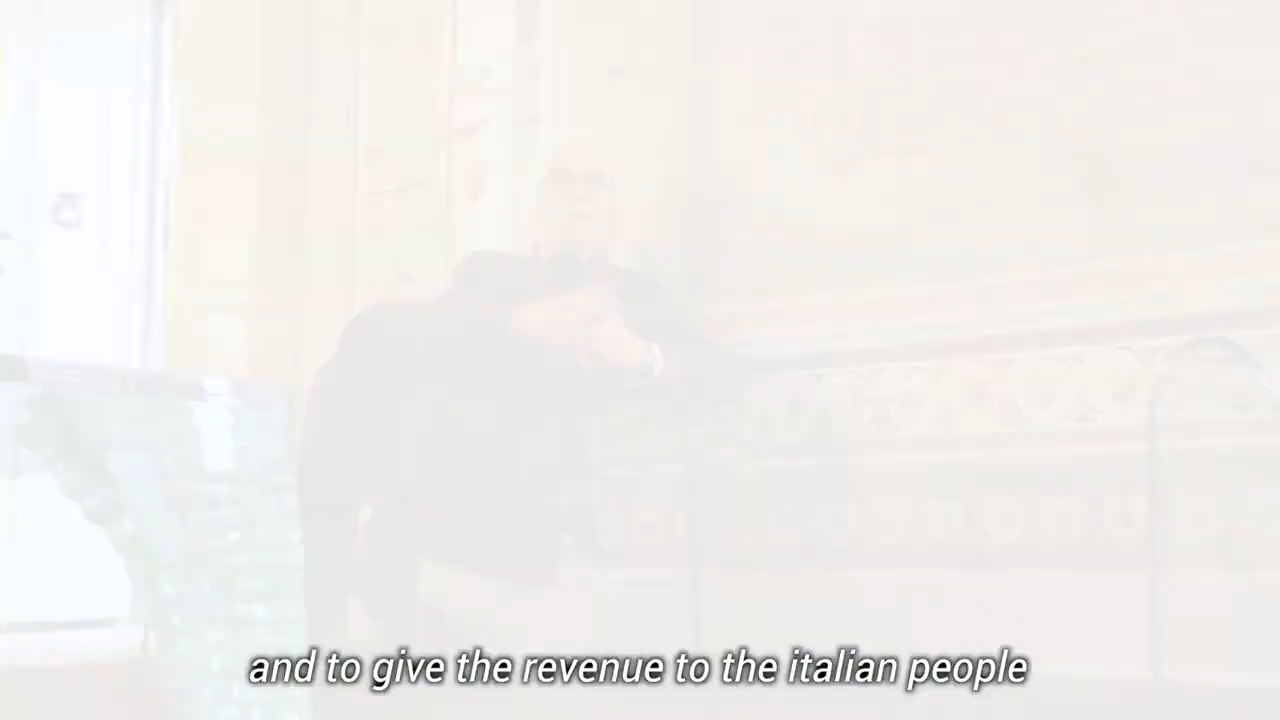 and to give the revenue to the italian people